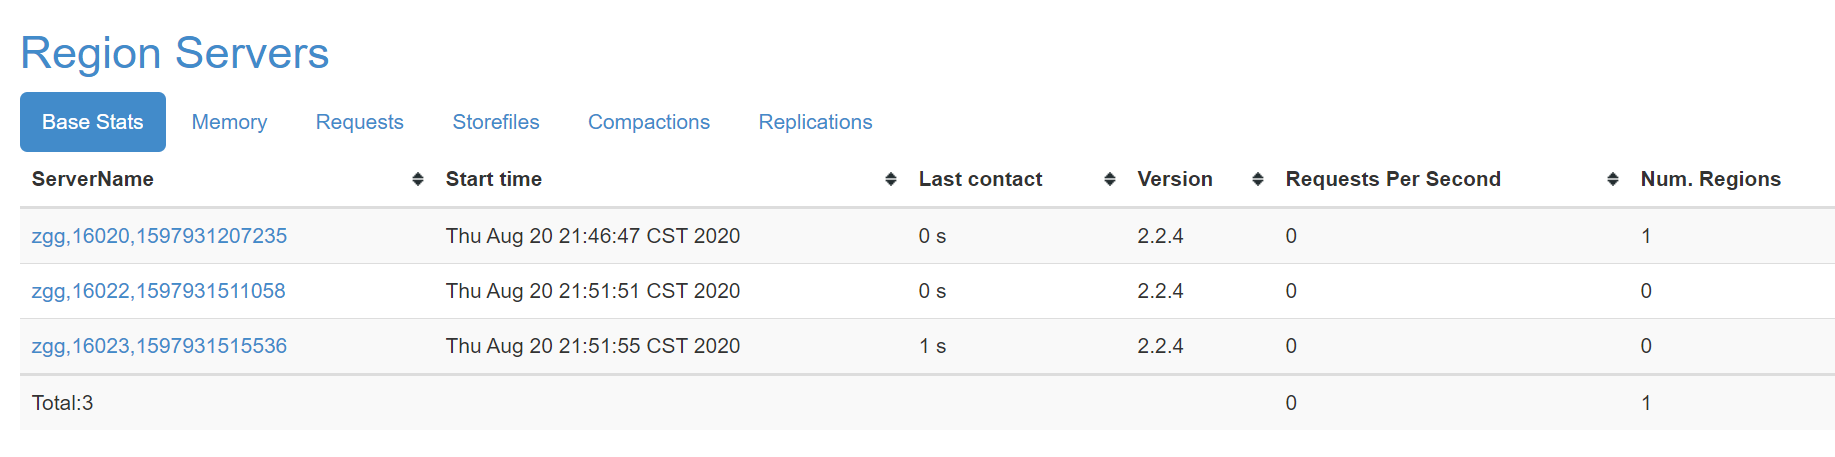 Region Servers
Base Stats Memory Requests Storefiles Compactions Replications
ServerName Start time Last contact Version Requests Per Second Num. Regions
zgg,16020,1597931207235 Thu Aug 20 21:46:47 CST 2020 0 s 2.2.4 0 1
zgg,16022,1597931511058 Thu Aug 20 21:51:51 CST 2020 0 s 2.2.4 0 0
zgg,16023,1597931515536 Thu Aug 20 21:51:55 CST 2020 1 s 2.2.4 0 0
Total:3 0 1